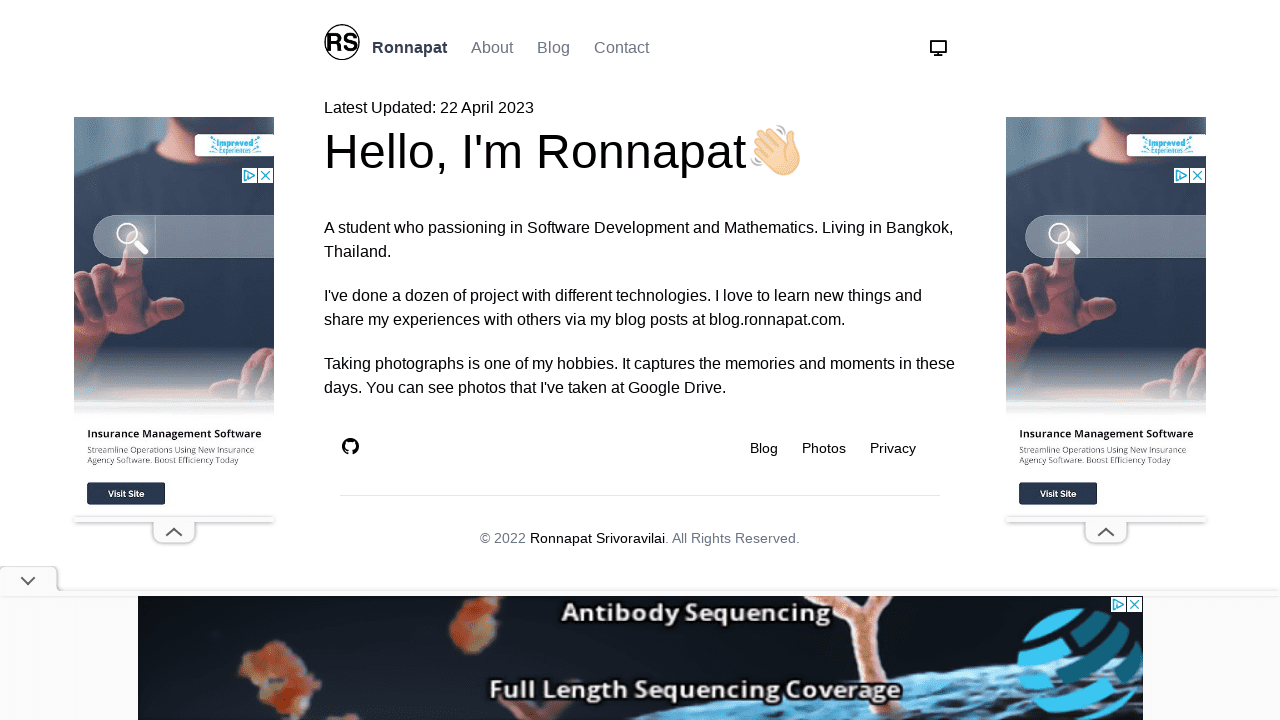 RS
Ronnapat About Blog Contact
Latest Updated: 22 April 2023
Hello, I'm Ronnapat
A student who passioning in Software Development and Mathematics. Living in Bangkok,
Thailand.
I've done a dozen of project with different technologies. I love to learn new things and
share my experiences with others via my blog posts at blog.ronnapat.com.
Taking photographs is one of my hobbies. It captures the memories and moments in these
days. You can see photos that I've taken at Google Drive.
Blog Photos Privacy
© 2022 Ronnapat Srivoravilai. All Rights Reserved.
Improved
Experiences
Insurance Management Software
Streamline Operations Using New Insurance
Agency Software. Boost Efficiency Today
Visit Site
Improved
Experiences
Insurance Management Software
Streamline Operations Using New Insurance
Agency Software. Boost Efficiency Today
Visit Site
Antibody Sequencing
Full Length Sequencing Coverage